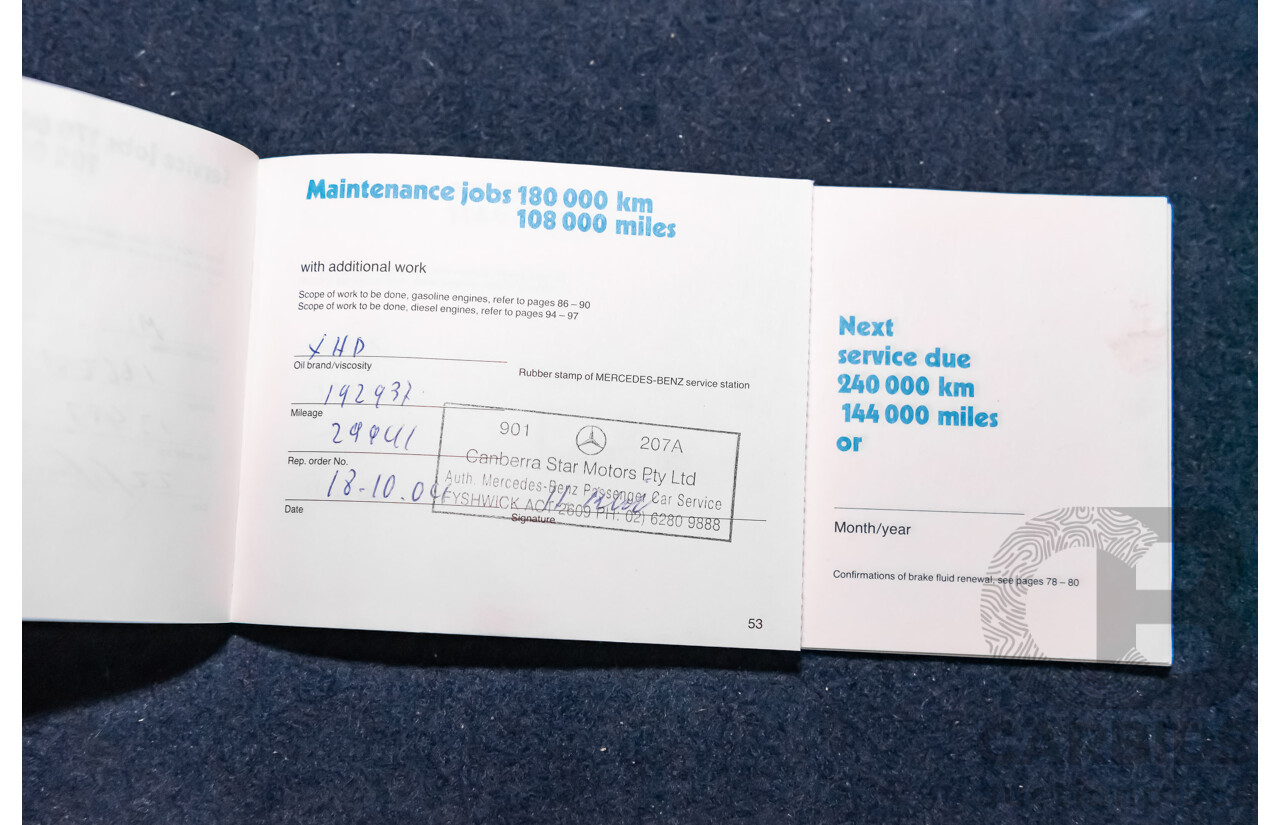 Maintenance jobs 180 000 km
108 000 miles
with additional work
Scope of work to be done, gasoline engines, refer to pages 86 – 90
Scope of work to be done, diesel engines, refer to pages 94 – 97
XHD
Oil brand/viscosity
Rubber stamp of MERCEDES-BENZ service station
192937
Mileage
29941
Rep. order No.
18-10.04
Date
901 207A
Canberra Star Motors Pty Ltd
Auth. Mercedes-Benz Passenger Car Service
FYSHWICK ACT 2609 PH: 02) 6280 9888
Signature
53
Next
service due
240 000 km
144 000 miles
or
Month/year
Confirmations of brake fluid renewal, see pages 78 – 80